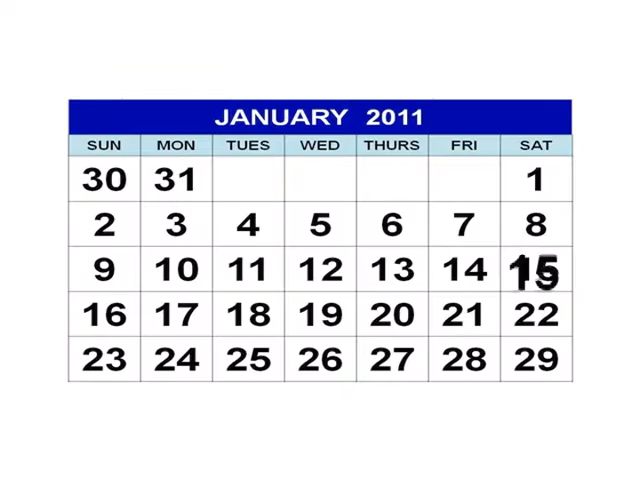 JANUARY 2011
SUN MON TUES WED THURS FRI SAT
30 31 1
2 3 4 5 6 7 8
9 10 11 12 13 14 15
16 17 18 19 20 21 22
23 24 25 26 27 28 29